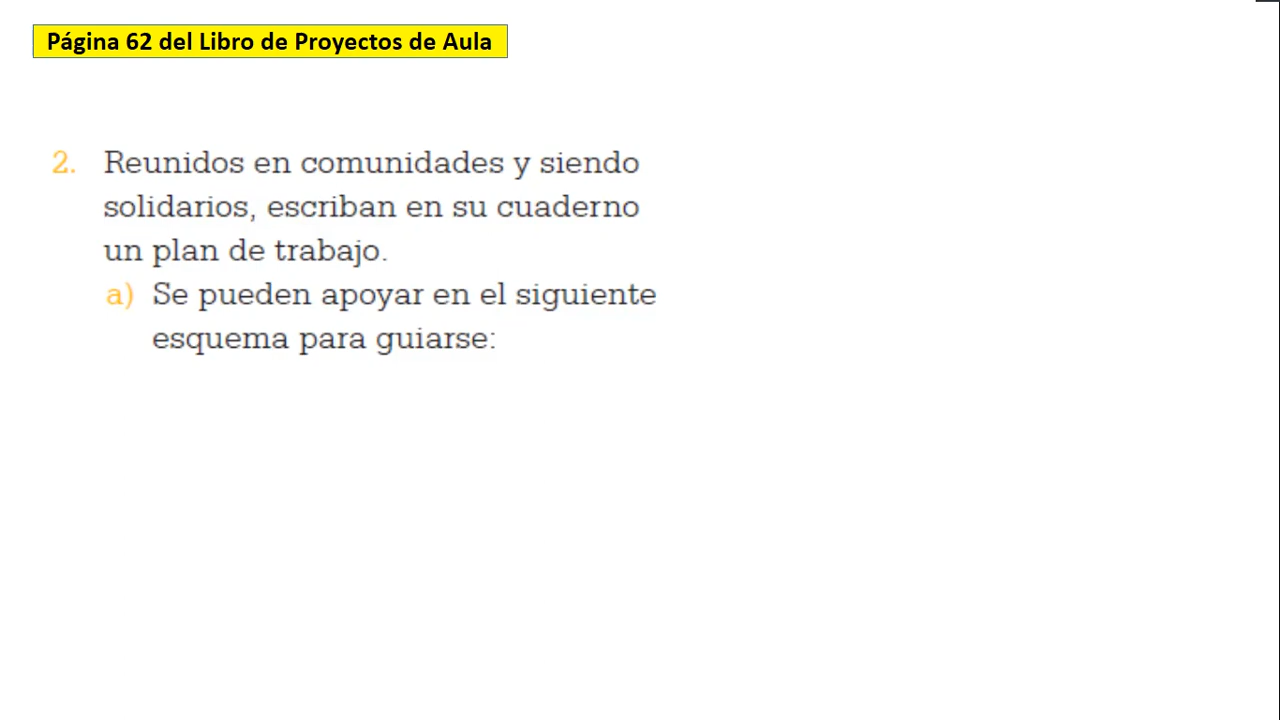 Página 62 del Libro de Proyectos de Aula
2. Reunidos en comunidades y siendo
solidarios, escriban en su cuaderno
un plan de trabajo.
a) Se pueden apoyar en el siguiente
esquema para guiarse: